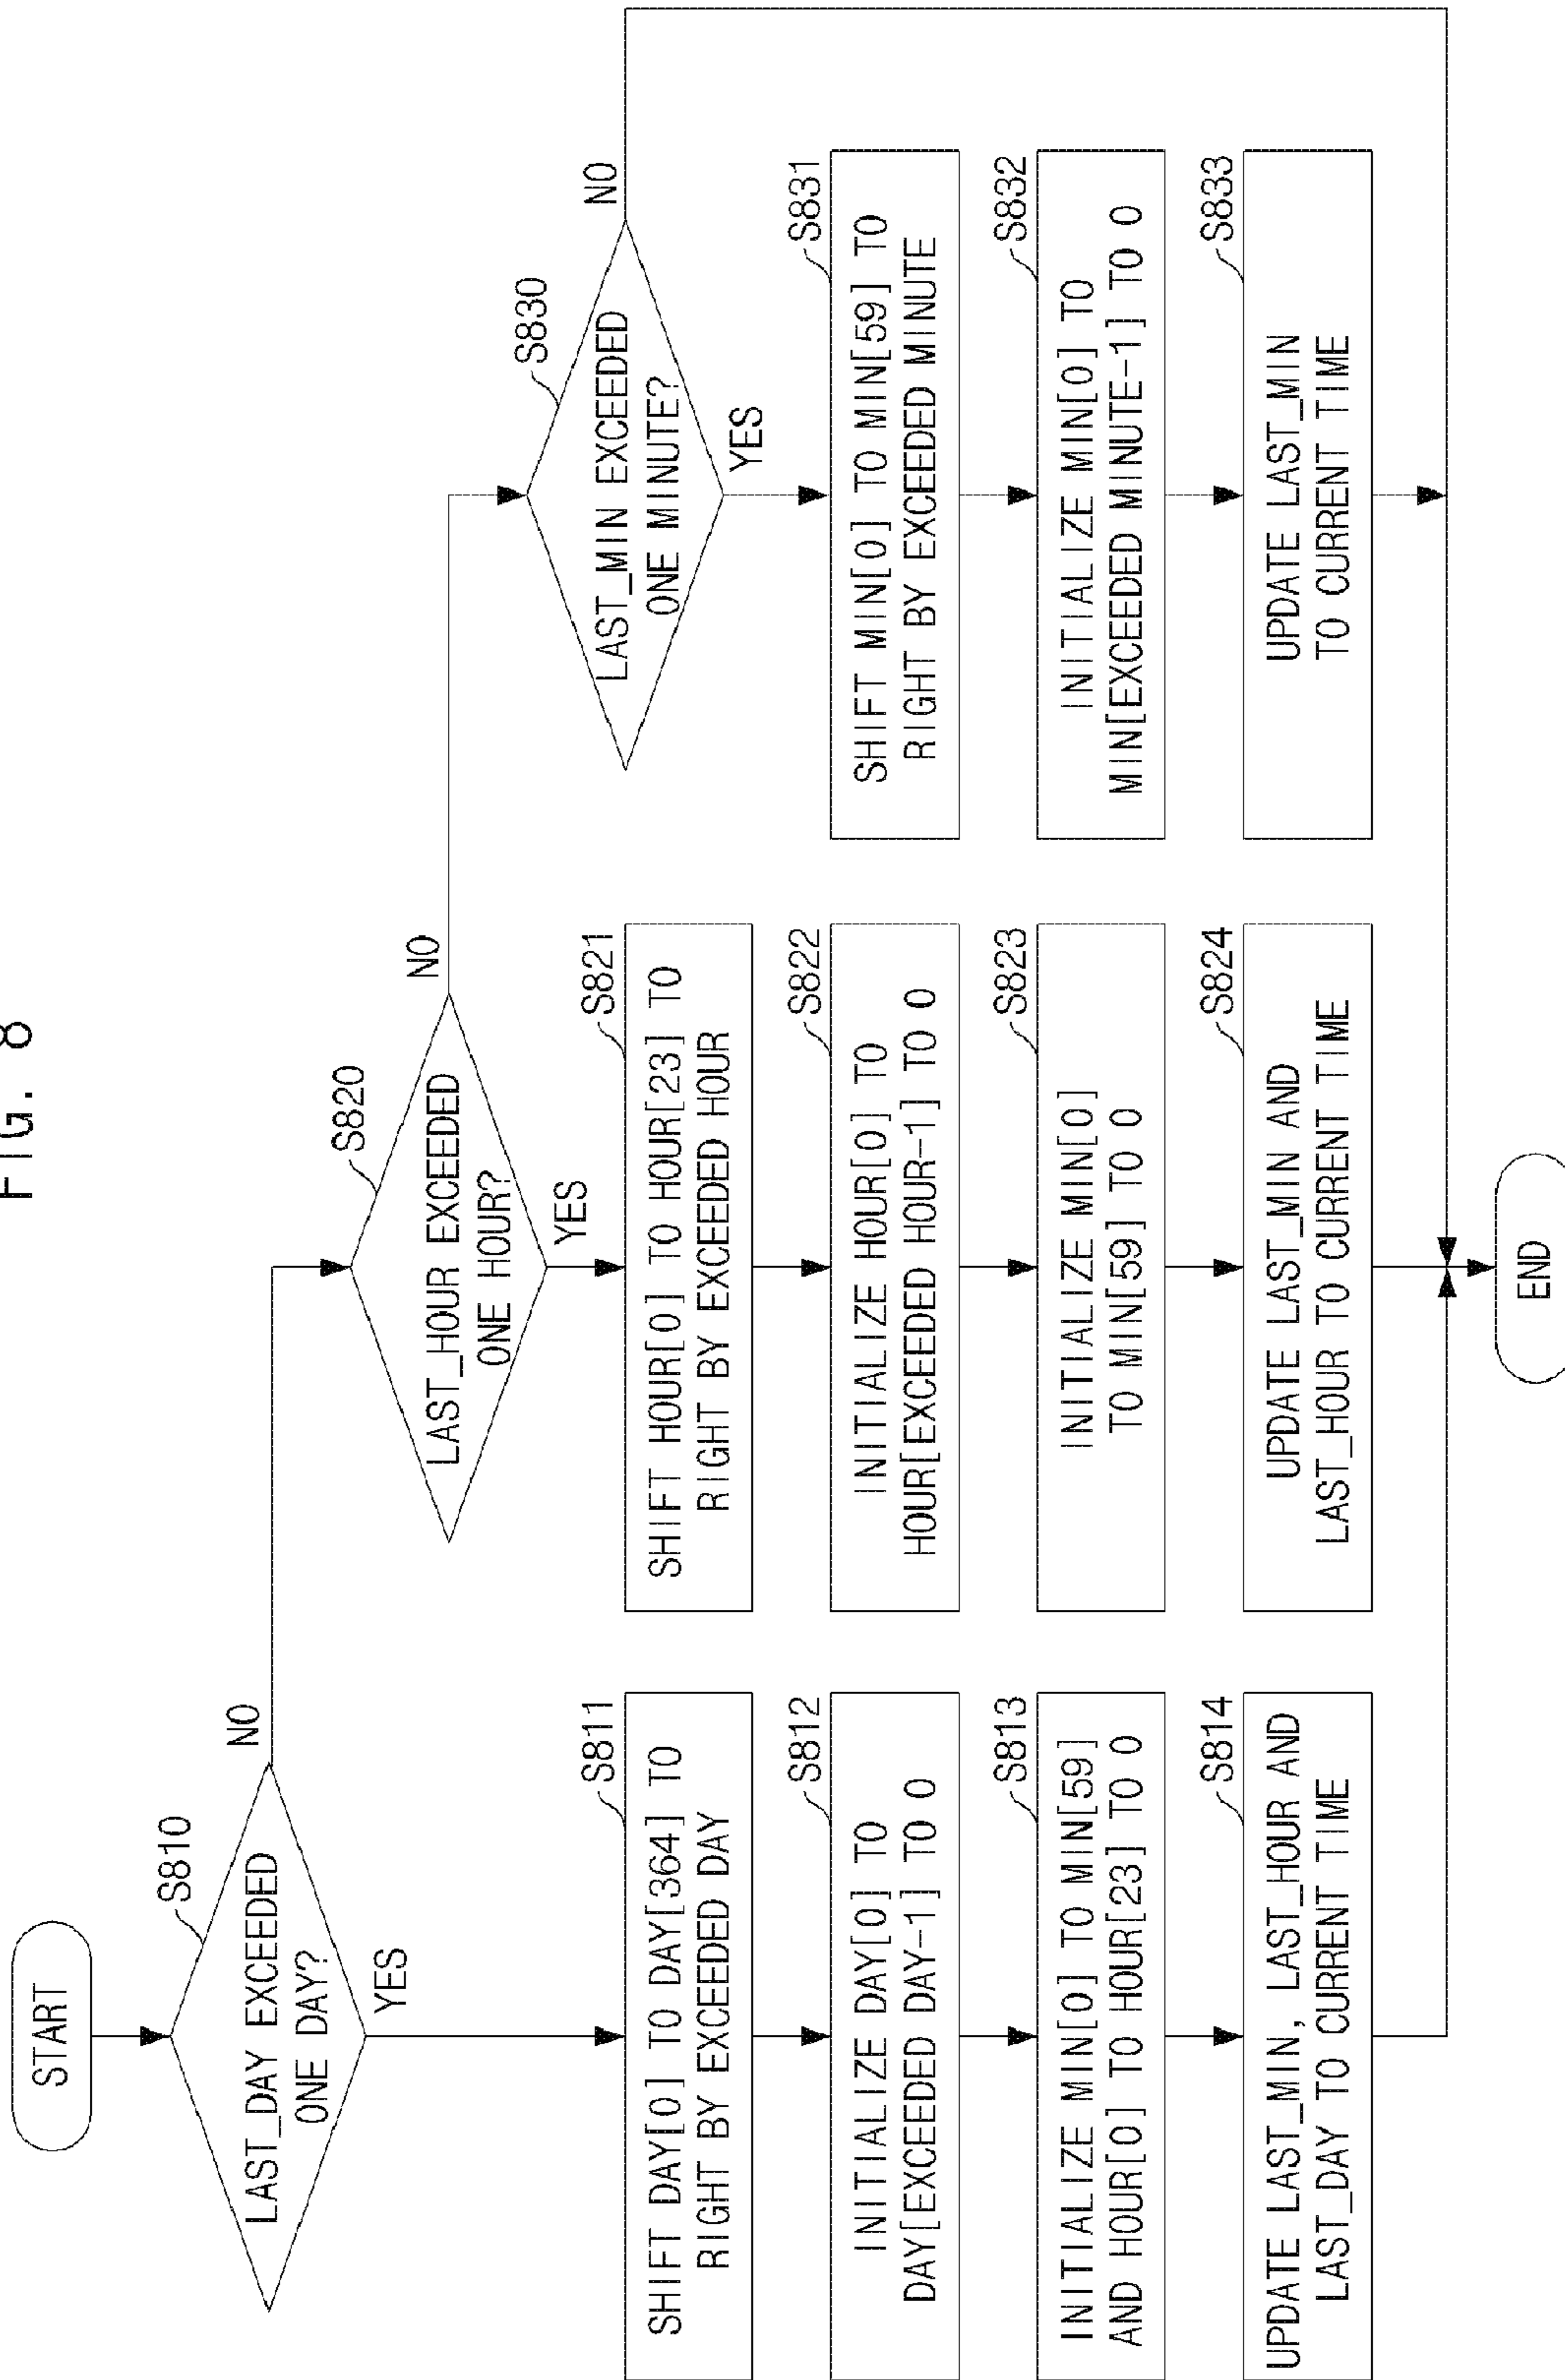 FIG. 8
START
S810
LAST_DAY EXCEEDED
ONE DAY?
NO
YES
S811
SHIFT DAY[0] TO DAY[364] TO
RIGHT BY EXCEEDED DAY
S812
INITIALIZE DAY[0] TO
DAY[EXCEEDED DAY-1] TO 0
S813
INITIALIZE MIN[0] TO MIN[59]
AND HOUR[0] TO HOUR[23] TO 0
S814
UPDATE LAST_MIN, LAST_HOUR AND
LAST_DAY TO CURRENT TIME
S820
LAST_HOUR EXCEEDED
ONE HOUR?
NO
YES
S821
SHIFT HOUR[0] TO HOUR[23] TO
RIGHT BY EXCEEDED HOUR
S822
INITIALIZE HOUR[0] TO
HOUR[EXCEEDED HOUR-1] TO 0
S823
INITIALIZE MIN[0]
TO MIN[59] TO 0
S824
UPDATE LAST_MIN AND
LAST_HOUR TO CURRENT TIME
S830
LAST_MIN EXCEEDED
ONE MINUTE?
NO
YES
S831
SHIFT MIN[0] TO MIN[59] TO
RIGHT BY EXCEEDED MINUTE
S832
INITIALIZE MIN[0] TO
MIN[EXCEEDED MINUTE-1] TO 0
S833
UPDATE LAST_MIN
TO CURRENT TIME
END